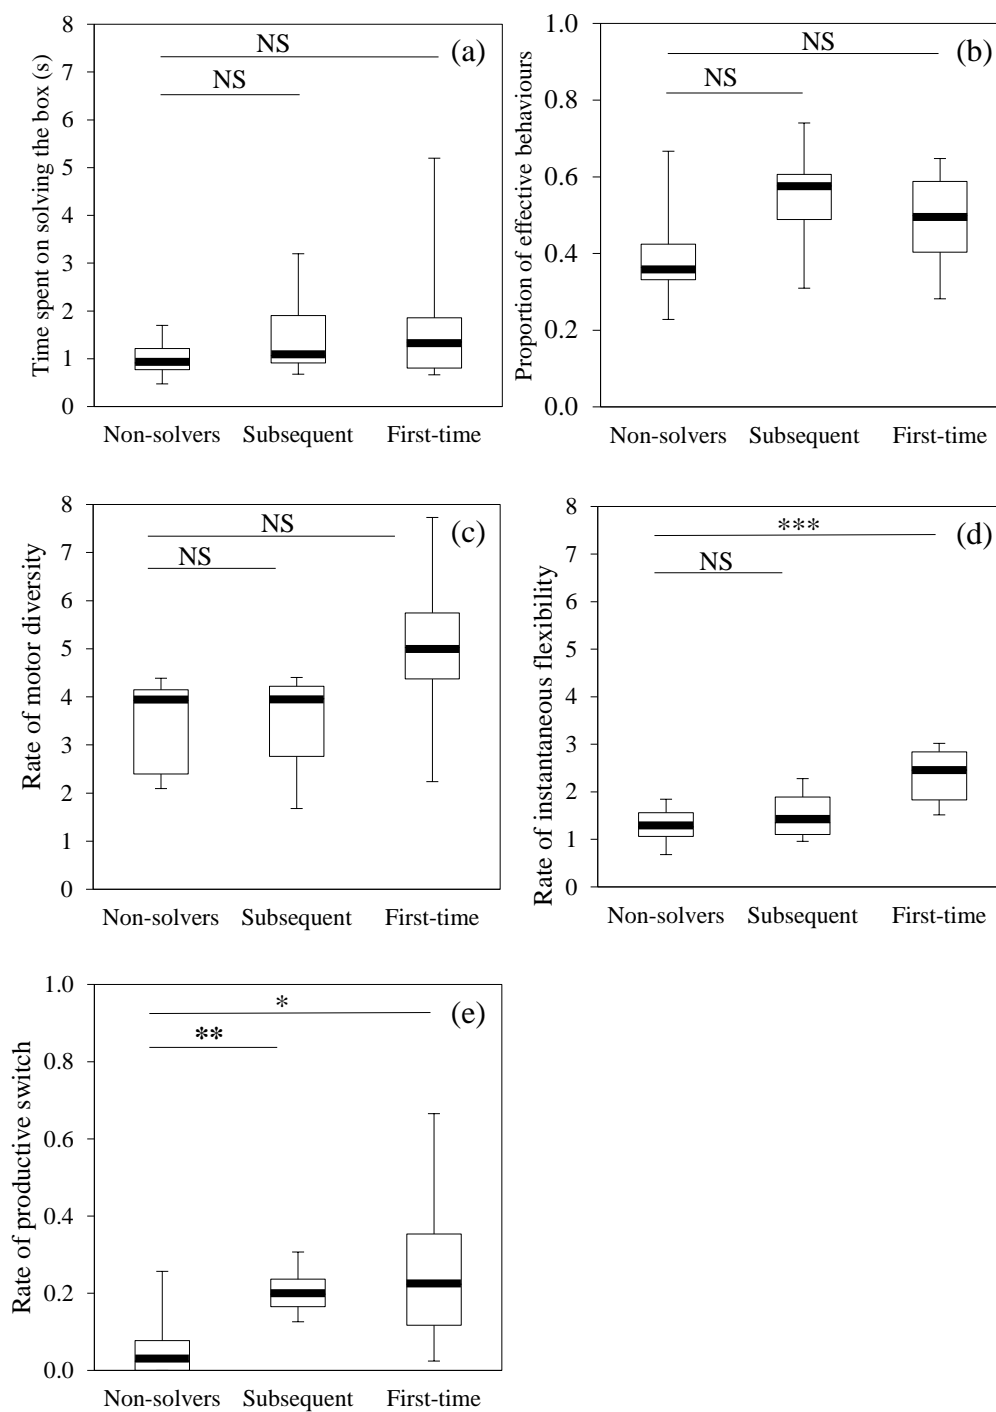 Time spent on solving the box (s)
8
7
6
5
4
3
2
1
0
NS
NS
(a)
Non-solvers Subsequent First-time
Proportion of effective behaviours
1.0
0.8
0.6
0.4
0.2
0.0
NS
NS
(b)
Non-solvers Subsequent First-time
Rate of motor diversity
8
7
6
5
4
3
2
1
0
NS
NS
(c)
Non-solvers Subsequent First-time
Rate of instantaneous flexibility
8
7
6
5
4
3
2
1
0
***
NS
(d)
Non-solvers Subsequent First-time
Rate of productive switch
1.0
0.8
0.6
0.4
0.2
0.0
*
**
(e)
Non-solvers Subsequent First-time